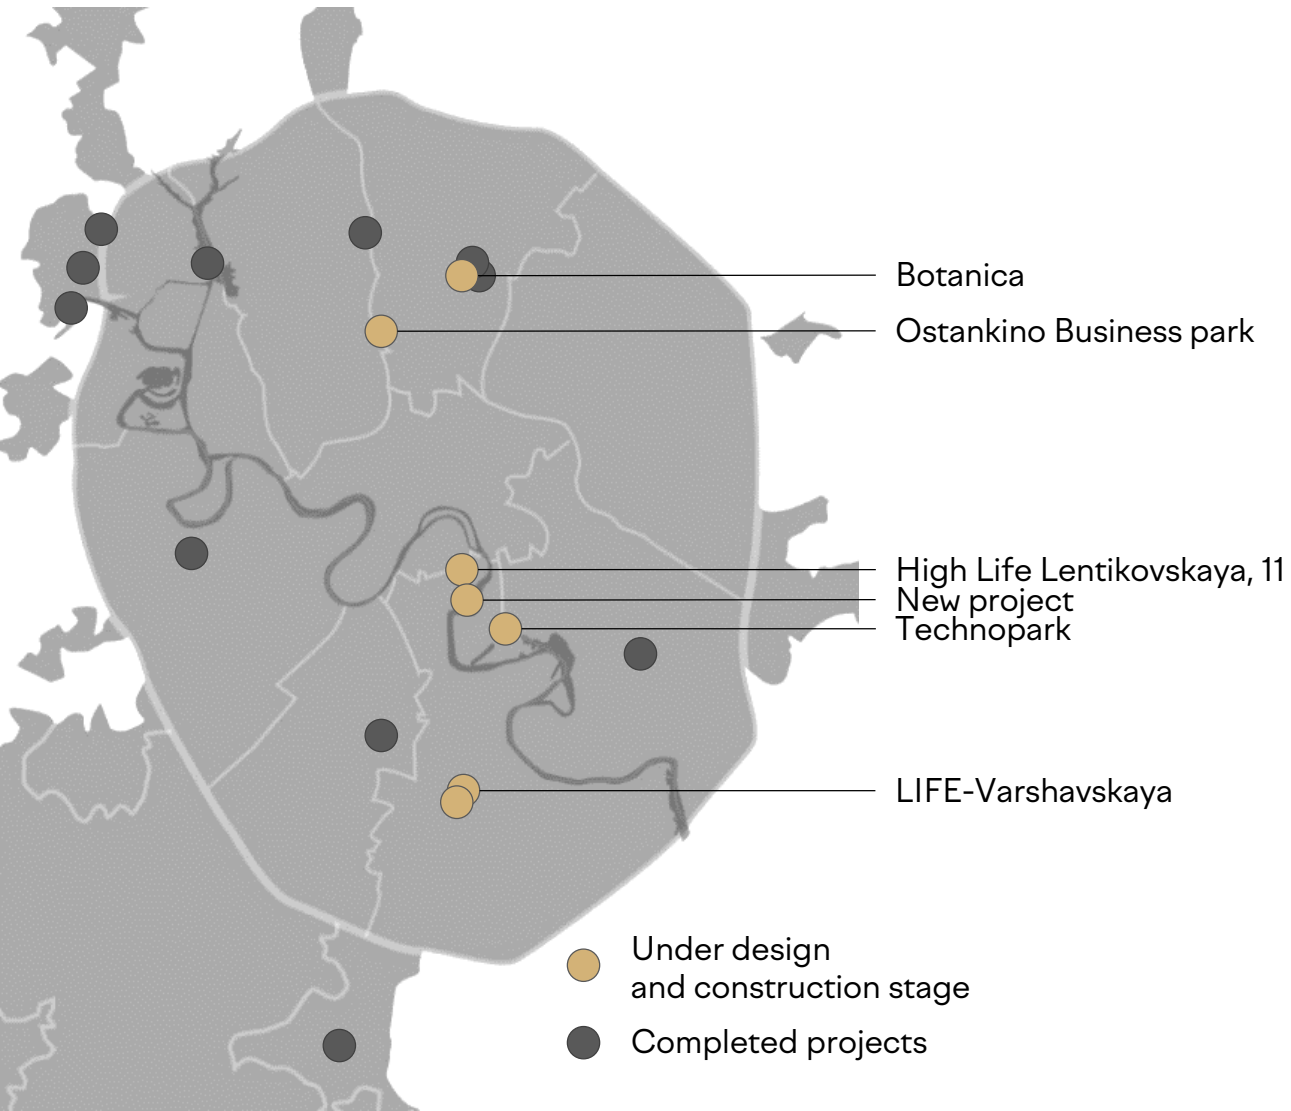 Botanica
Ostankino Business park
High Life Lentikovskaya, 11
New project
Technopark
LIFE-Varshavskaya
Under design
and construction stage
Completed projects